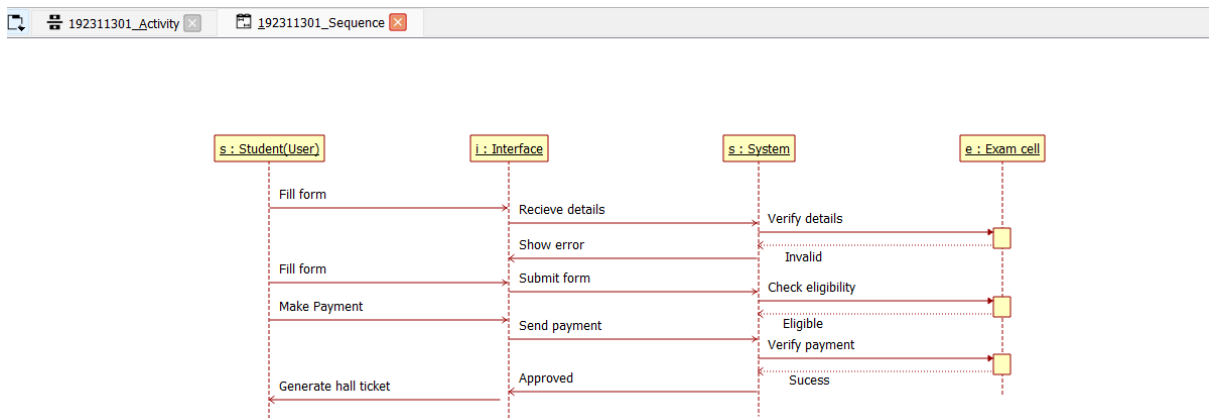 192311301_Activity
192311301_Sequence
s : Student(User)
i : Interface
s : System
e : Exam cell
Fill form
Recieve details
Verify details
Show error
Invalid
Fill form
Submit form
Check eligibility
Make Payment
Send payment
Eligible
Verify payment
Generate hall ticket
Approved
Sucess